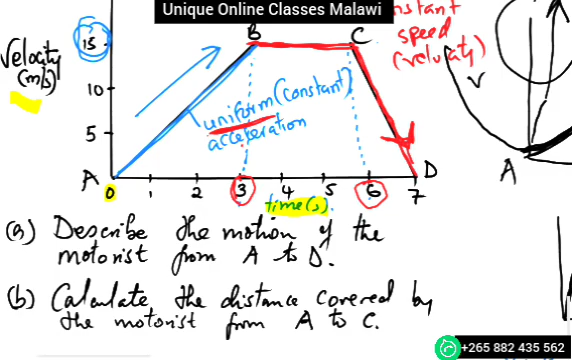 Unique Online Classes Malawi
nstant
speed
(velocity)
Velocity
(m/s)
15
10
5
A
B
C
D
V
A
uniform (constant)
acceleration
0 1 2 3 4 5 6 7
time(s).
(a) Describe the motion of the
motorist from A to D.
(b) Calculate the distance covered by
the motorist from A to C.
+265 882 435 562